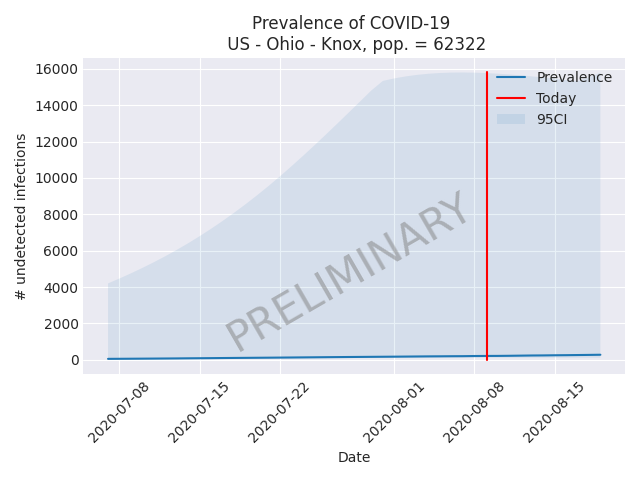 Prevalence of COVID-19
US - Ohio - Knox, pop. = 62322
16000
14000
12000
10000
8000
6000
4000
2000
0
# undetected infections
Prevalence
Today
95CI
PRELIMINARY
2020-07-08
2020-07-15
2020-07-22
2020-08-01
2020-08-08
2020-08-15
Date